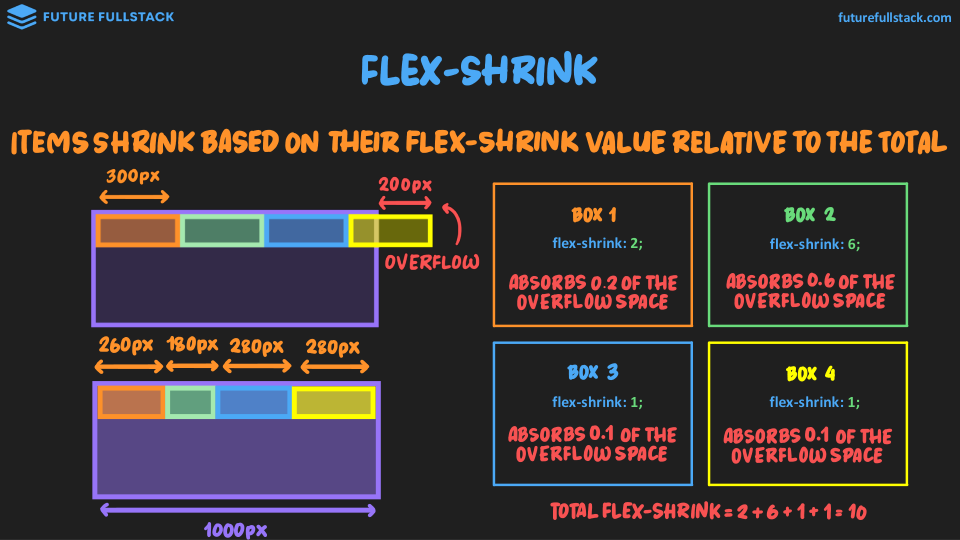 FUTURE FULLSTACK
futurefullstack.com
FLEX-SHRINK
ITEMS SHRINK BASED ON THEIR FLEX-SHRINK VALUE RELATIVE TO THE TOTAL
300PX
200PX
OVERFLOW
260PX 180PX 280PX 280PX
1000PX
BOX 1
flex-shrink: 2;
ABSORBS 0.2 OF THE
OVERFLOW SPACE
BOX 2
flex-shrink: 6;
ABSORBS 0.6 OF THE
OVERFLOW SPACE
BOX 3
flex-shrink: 1;
ABSORBS 0.1 OF THE
OVERFLOW SPACE
BOX 4
flex-shrink: 1;
ABSORBS 0.1 OF THE
OVERFLOW SPACE
TOTAL FLEX-SHRINK = 2 + 6 + 1 + 1 = 10